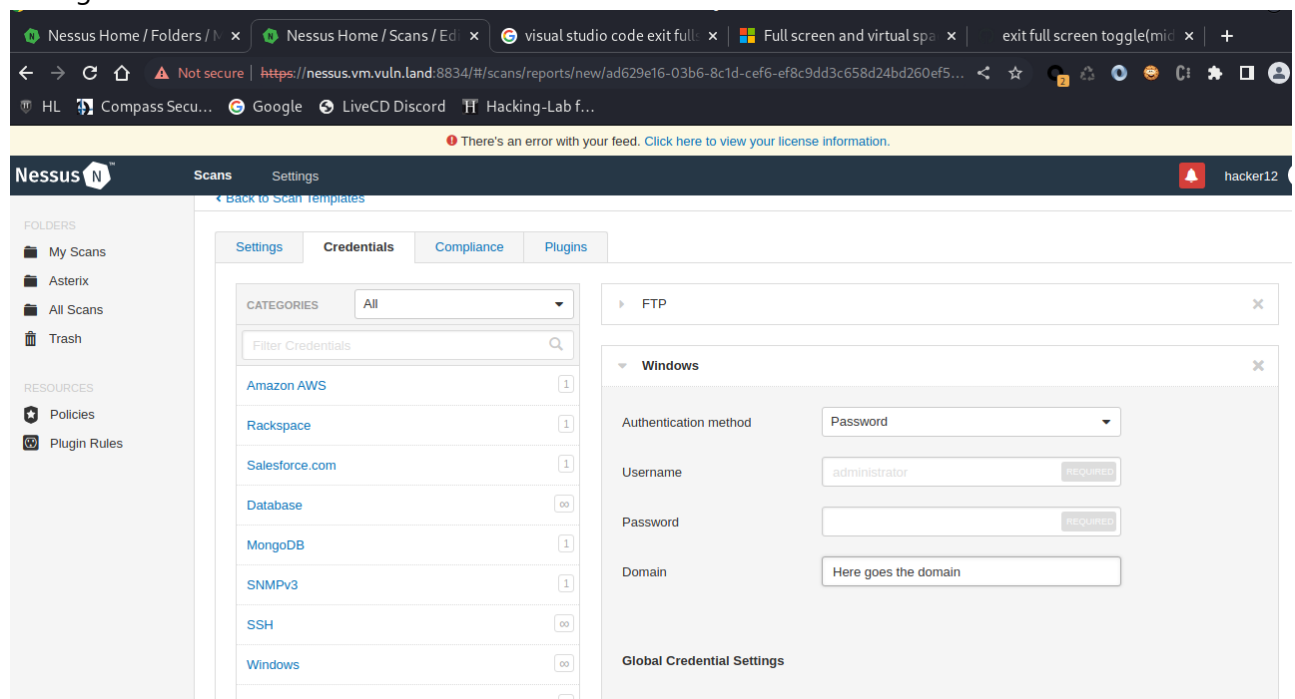 Nessus Home / Folders / M
Nessus Home / Scans / Edi
visual studio code exit fulls
Full screen and virtual spa
exit full screen toggle(mid
Not secure | https://nessus.vm.vuln.land:8834/#/scans/reports/new/ad629e16-03b6-8c1d-cef6-ef8c9dd3c658d24bd260ef5...
2
HL
Compass Secu...
Google
LiveCD Discord
Hacking-Lab f...
There's an error with your feed. Click here to view your license information.
Nessus N
Scans
Settings
hacker12
Back to Scan Templates
FOLDERS
My Scans
Asterix
All Scans
Trash
RESOURCES
Policies
Plugin Rules
Settings
Credentials
Compliance
Plugins
CATEGORIES
All
Filter Credentials
Amazon AWS 1
Rackspace 1
Salesforce.com 1
Database ∞
MongoDB 1
SNMPv3 1
SSH ∞
Windows ∞
FTP
Windows
Authentication method
Password
Username
administrator
REQUIRED
Password
REQUIRED
Domain
Here goes the domain
Global Credential Settings